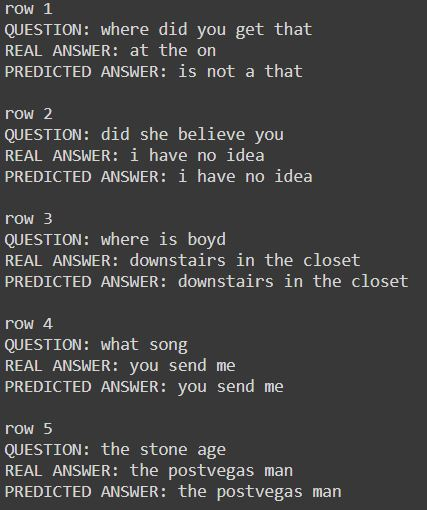 row 1
QUESTION: where did you get that
REAL ANSWER: at the on
PREDICTED ANSWER: is not a that
row 2
QUESTION: did she believe you
REAL ANSWER: i have no idea
PREDICTED ANSWER: i have no idea
row 3
QUESTION: where is boyd
REAL ANSWER: downstairs in the closet
PREDICTED ANSWER: downstairs in the closet
row 4
QUESTION: what song
REAL ANSWER: you send me
PREDICTED ANSWER: you send me
row 5
QUESTION: the stone age
REAL ANSWER: the postvegas man
PREDICTED ANSWER: the postvegas man